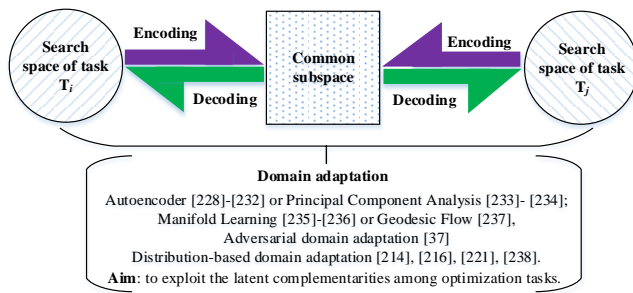 Search
space of task
Tᵢ
Encoding
Decoding
Common
subspace
Encoding
Decoding
Search
space of task
Tⱼ
Domain adaptation
Autoencoder [228]-[232] or Principal Component Analysis [233]- [234];
Manifold Learning [235]-[236] or Geodesic Flow [237],
Adversarial domain adaptation [37]
Distribution-based domain adaptation [214], [216], [221], [238].
Aim: to exploit the latent complementarities among optimization tasks.